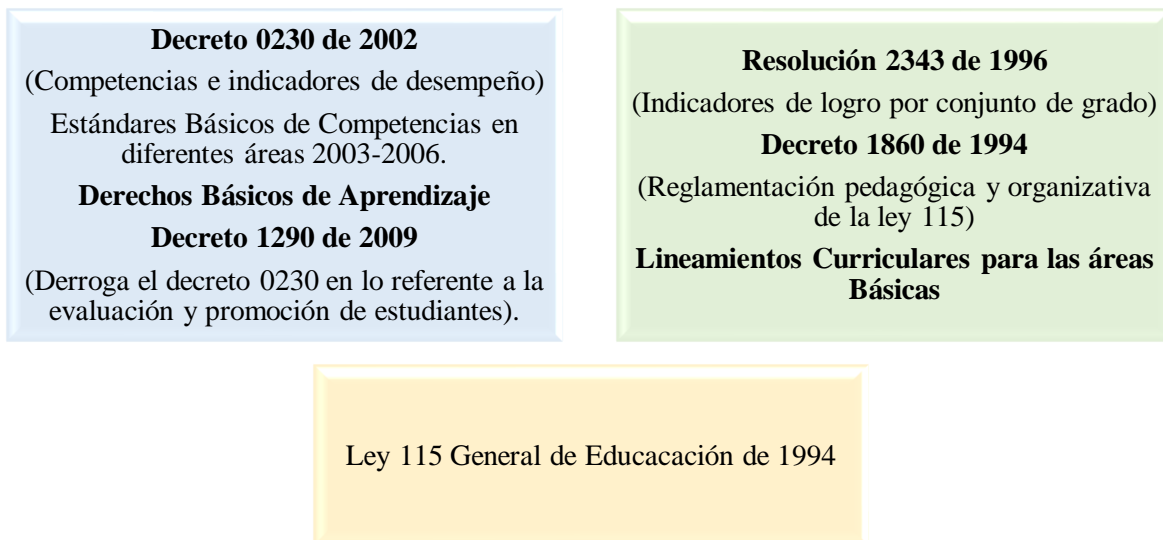 Decreto 0230 de 2002
(Competencias e indicadores de desempeño)
Estándares Básicos de Competencias en
diferentes áreas 2003-2006.
Derechos Básicos de Aprendizaje
Decreto 1290 de 2009
(Derroga el decreto 0230 en lo referente a la
evaluación y promoción de estudiantes).
Resolución 2343 de 1996
(Indicadores de logro por conjunto de grado)
Decreto 1860 de 1994
(Reglamentación pedagógica y organizativa
de la ley 115)
Lineamientos Curriculares para las áreas
Básicas
Ley 115 General de Educacación de 1994